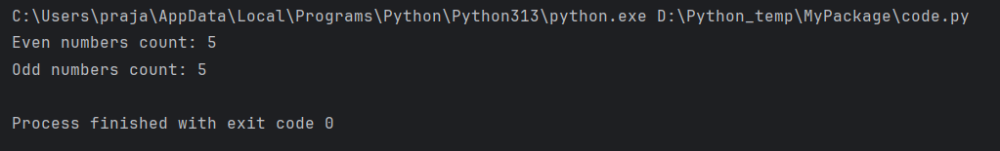 C:\Users\praja\AppData\Local\Programs\Python\Python313\python.exe D:\Python_temp\MyPackage\code.py
Even numbers count: 5
Odd numbers count: 5
Process finished with exit code 0